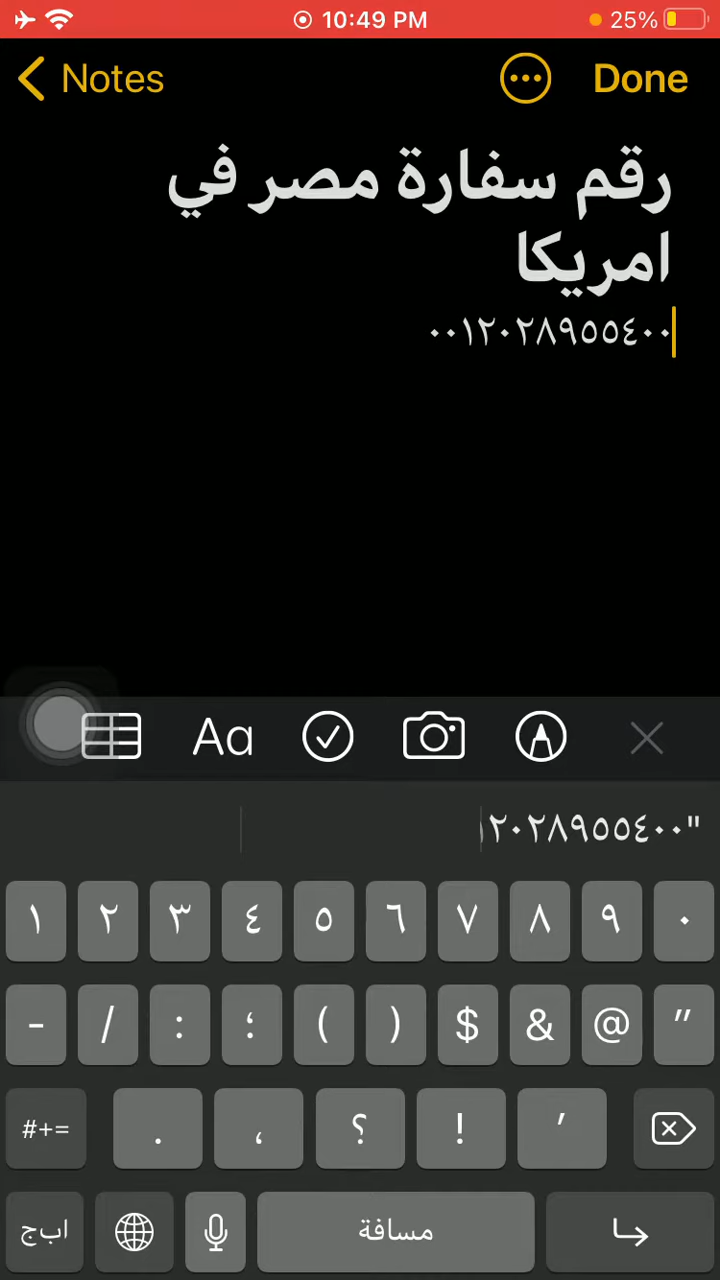 10:49 PM
25%
Notes
Done
رقم سفارة مصر في
امريكا
٠٠١٢٠٢٨٩٥٥٤٠٠
Aa
٢٠٢٨٩٥٥٤٠٠"
١ ٢ ٣ ٤ ٥ ٦ ٧ ٨ ٩ ٠
- / : ؛ ( ) $ & @ "
#+= . ، ؟ ! '
اب‌ج مسافة